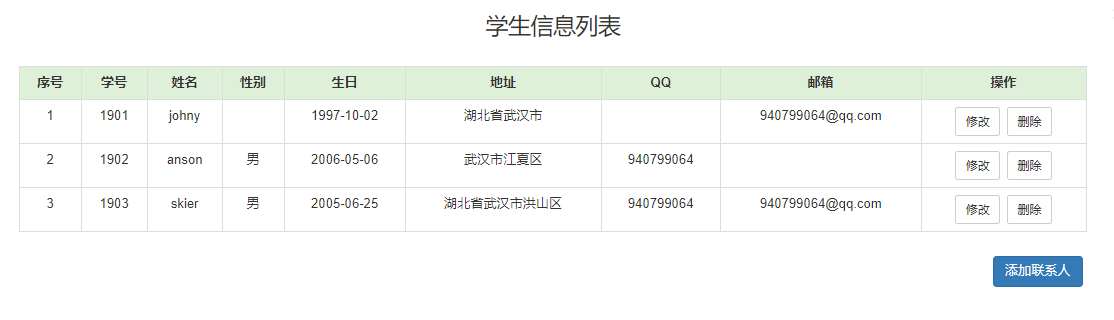 学生信息列表
序号 学号 姓名 性别 生日 地址 QQ 邮箱 操作
1 1901 johny 1997-10-02 湖北省武汉市 940799064@qq.com 修改 删除
2 1902 anson 男 2006-05-06 武汉市江夏区 940799064 修改 删除
3 1903 skier 男 2005-06-25 湖北省武汉市洪山区 940799064 940799064@qq.com 修改 删除
添加联系人